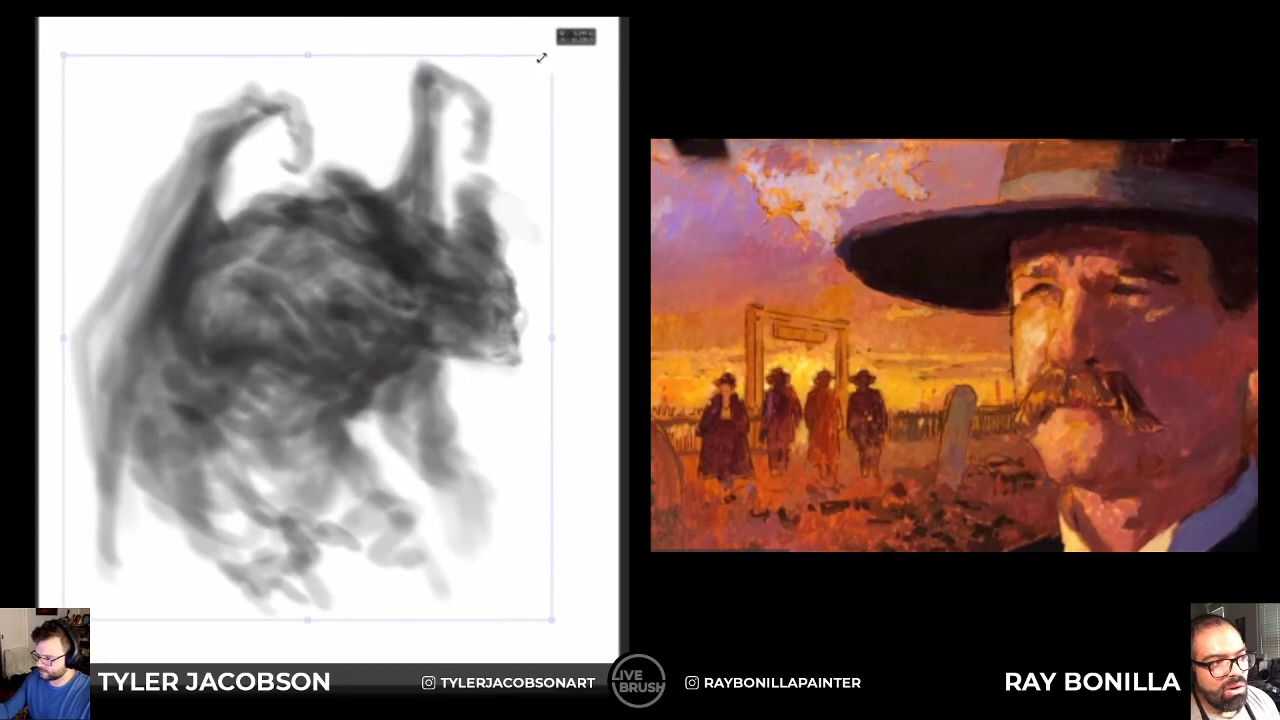 TYLER JACOBSON
TYLERJACOBSONART
LIVE
BRUSH
RAYBONILLAPAINTER
RAY BONILLA